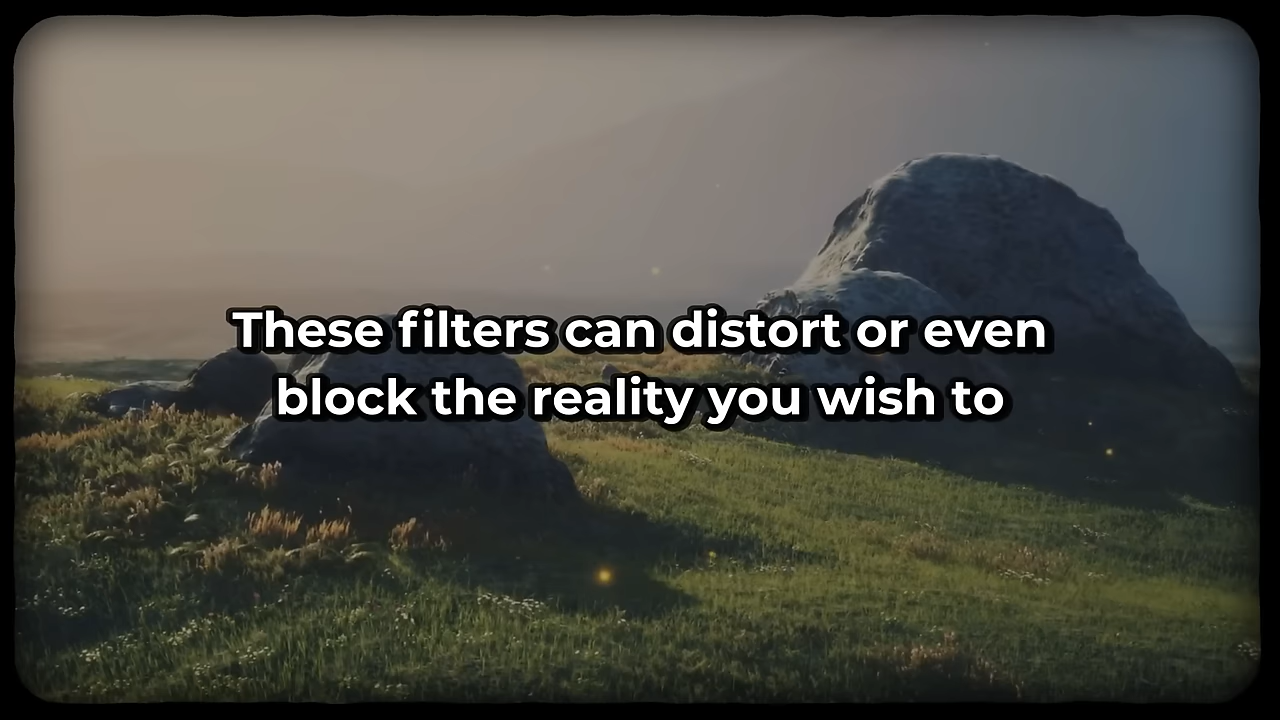 These filters can distort or even
block the reality you wish to